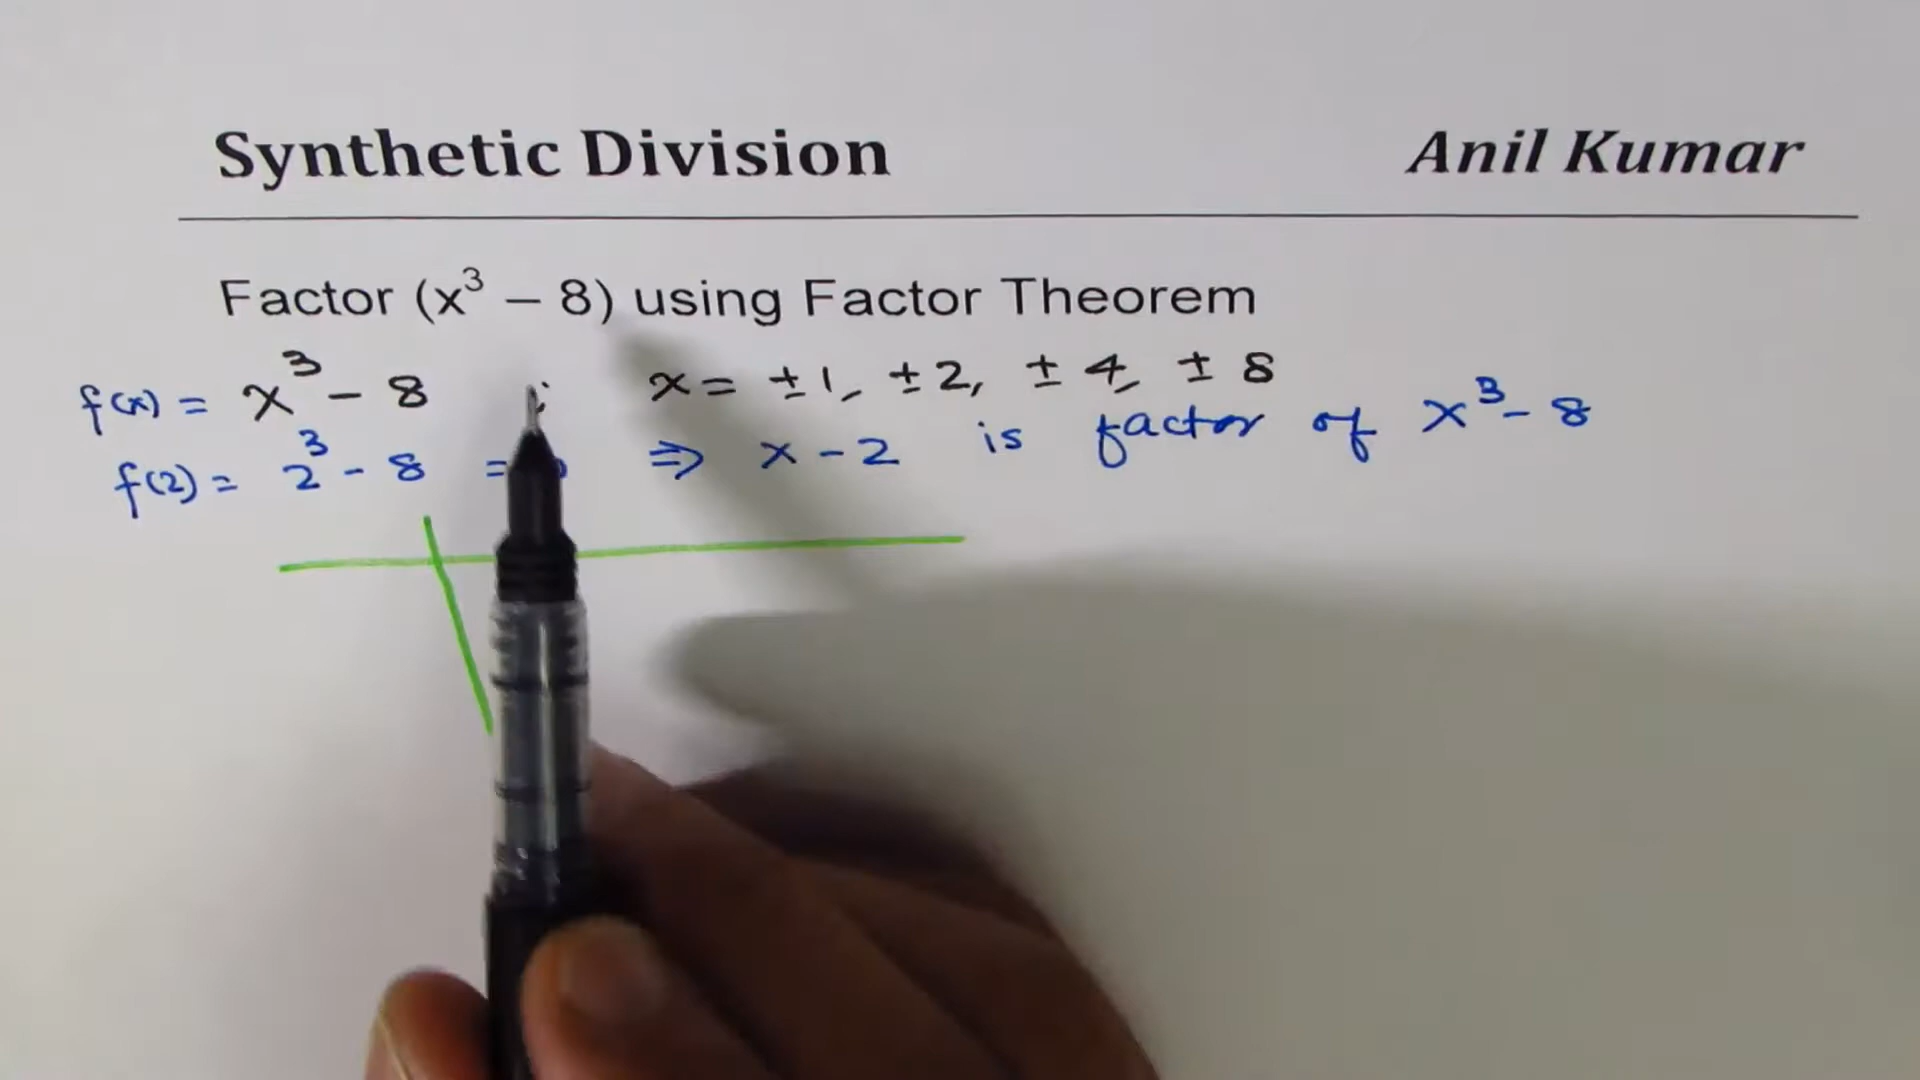 Synthetic Division Anil Kumar
Factor (x³ – 8) using Factor Theorem
f(x) = x³ - 8 ; x = ±1, ±2, ±4, ±8
f(2) = 2³ - 8 = ⇒ x - 2 is factor of x³ - 8